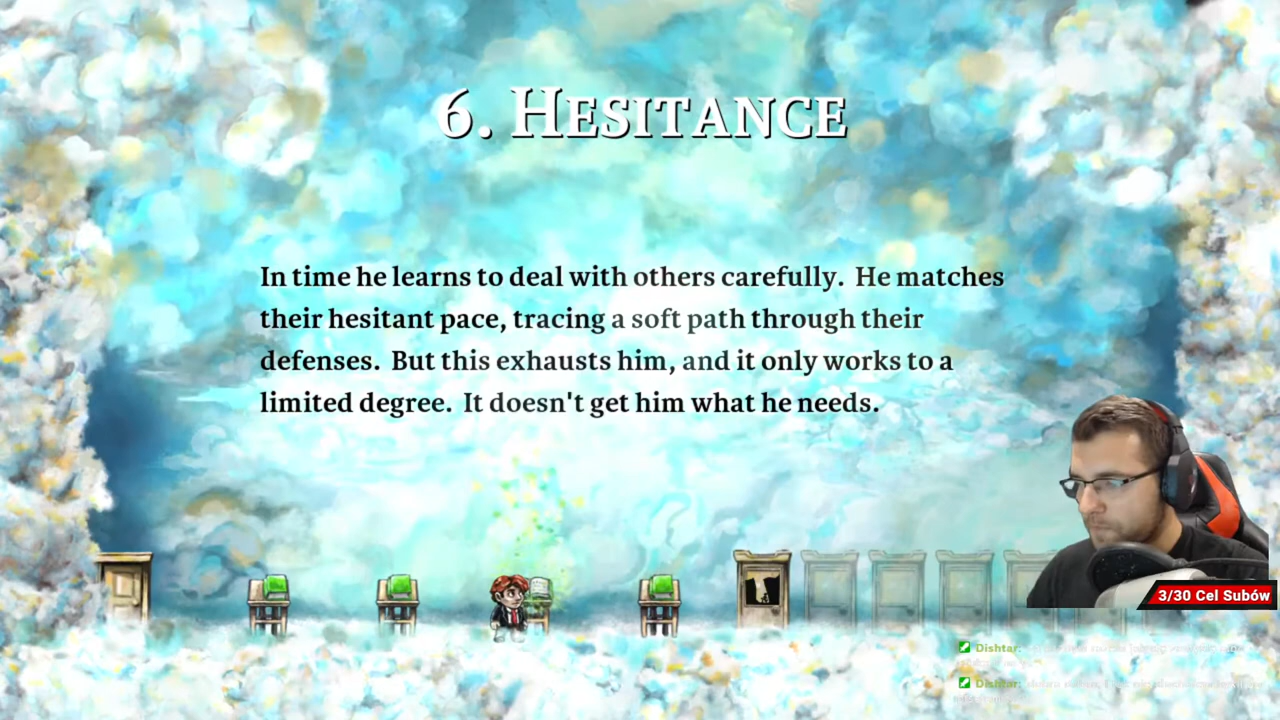 6. HESITANCE
In time he learns to deal with others carefully. He matches
their hesitant pace, tracing a soft path through their
defenses. But this exhausts him, and it only works to a
limited degree. It doesn't get him what he needs.
3/30 Cel Subów
Dishtar:
Dishtar: